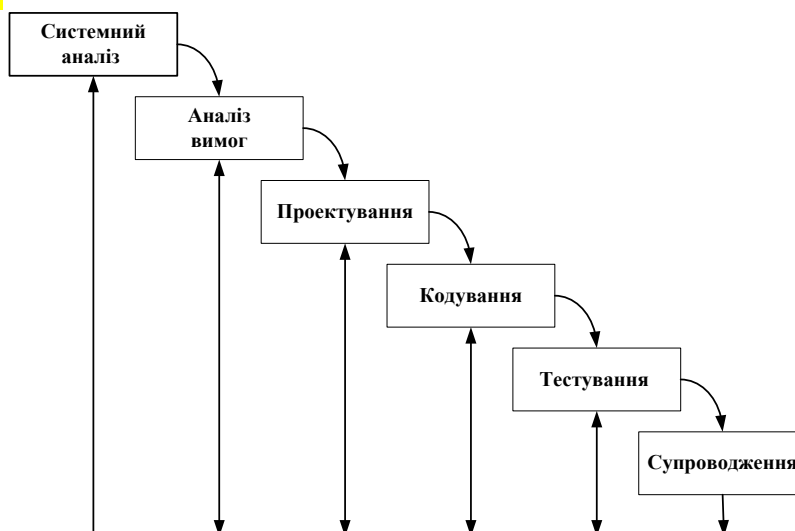 Системний
аналіз
Аналіз
вимог
Проектування
Кодування
Тестування
Супроводження